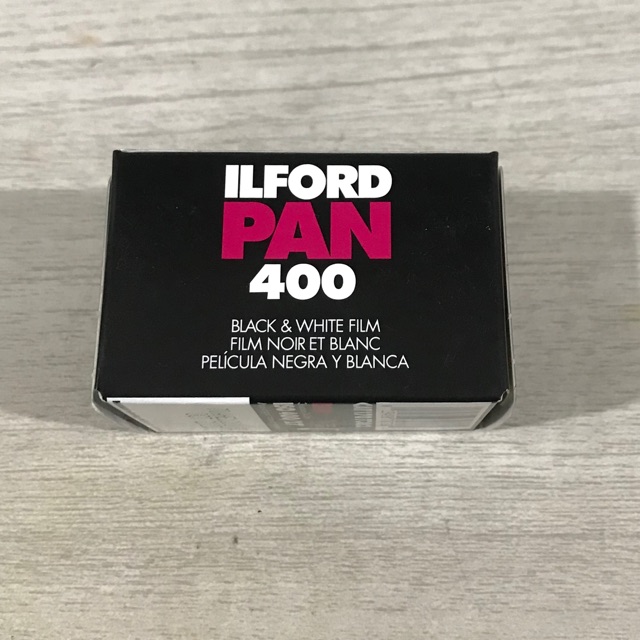 ILFORD
PAN
400
BLACK & WHITE FILM
FILM NOIR ET BLANC
PELÍCULA NEGRA Y BLANCA